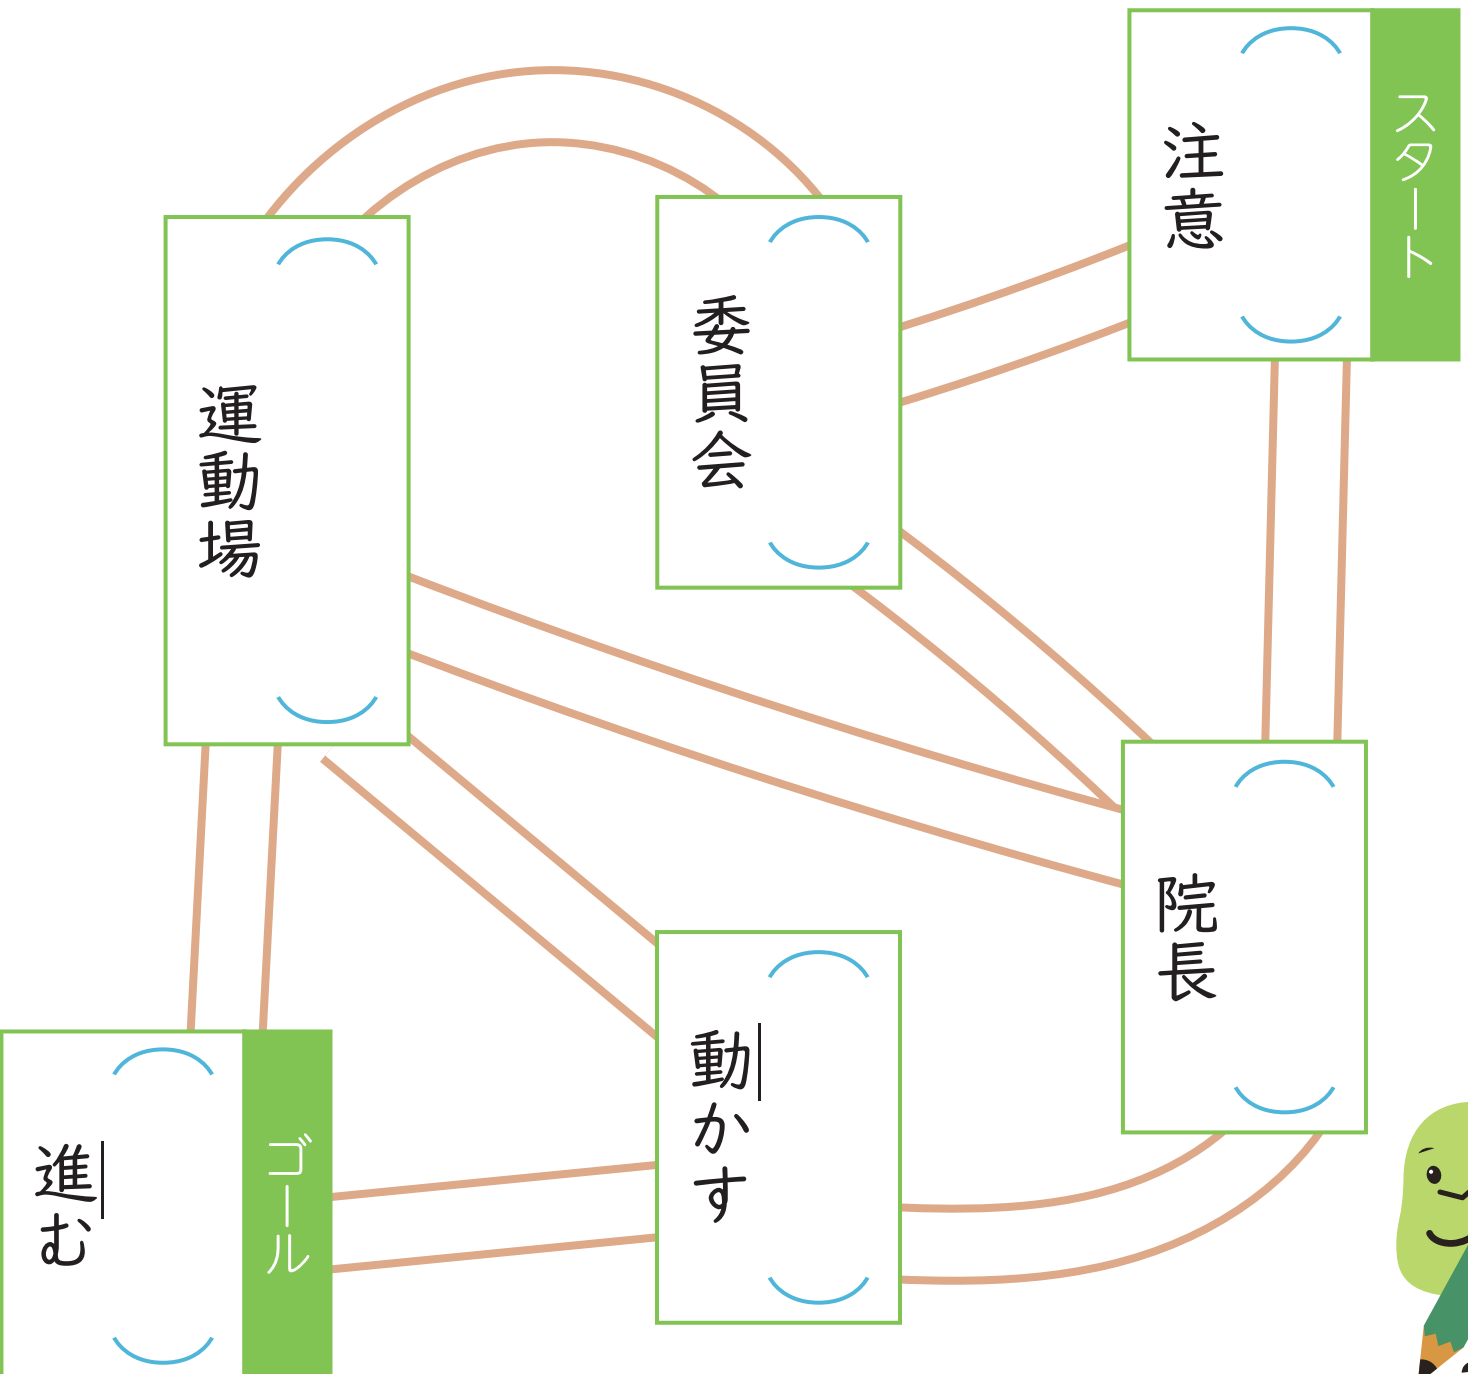 スタート
注意
院長
委員会
動かす
運動場
ゴール
進む